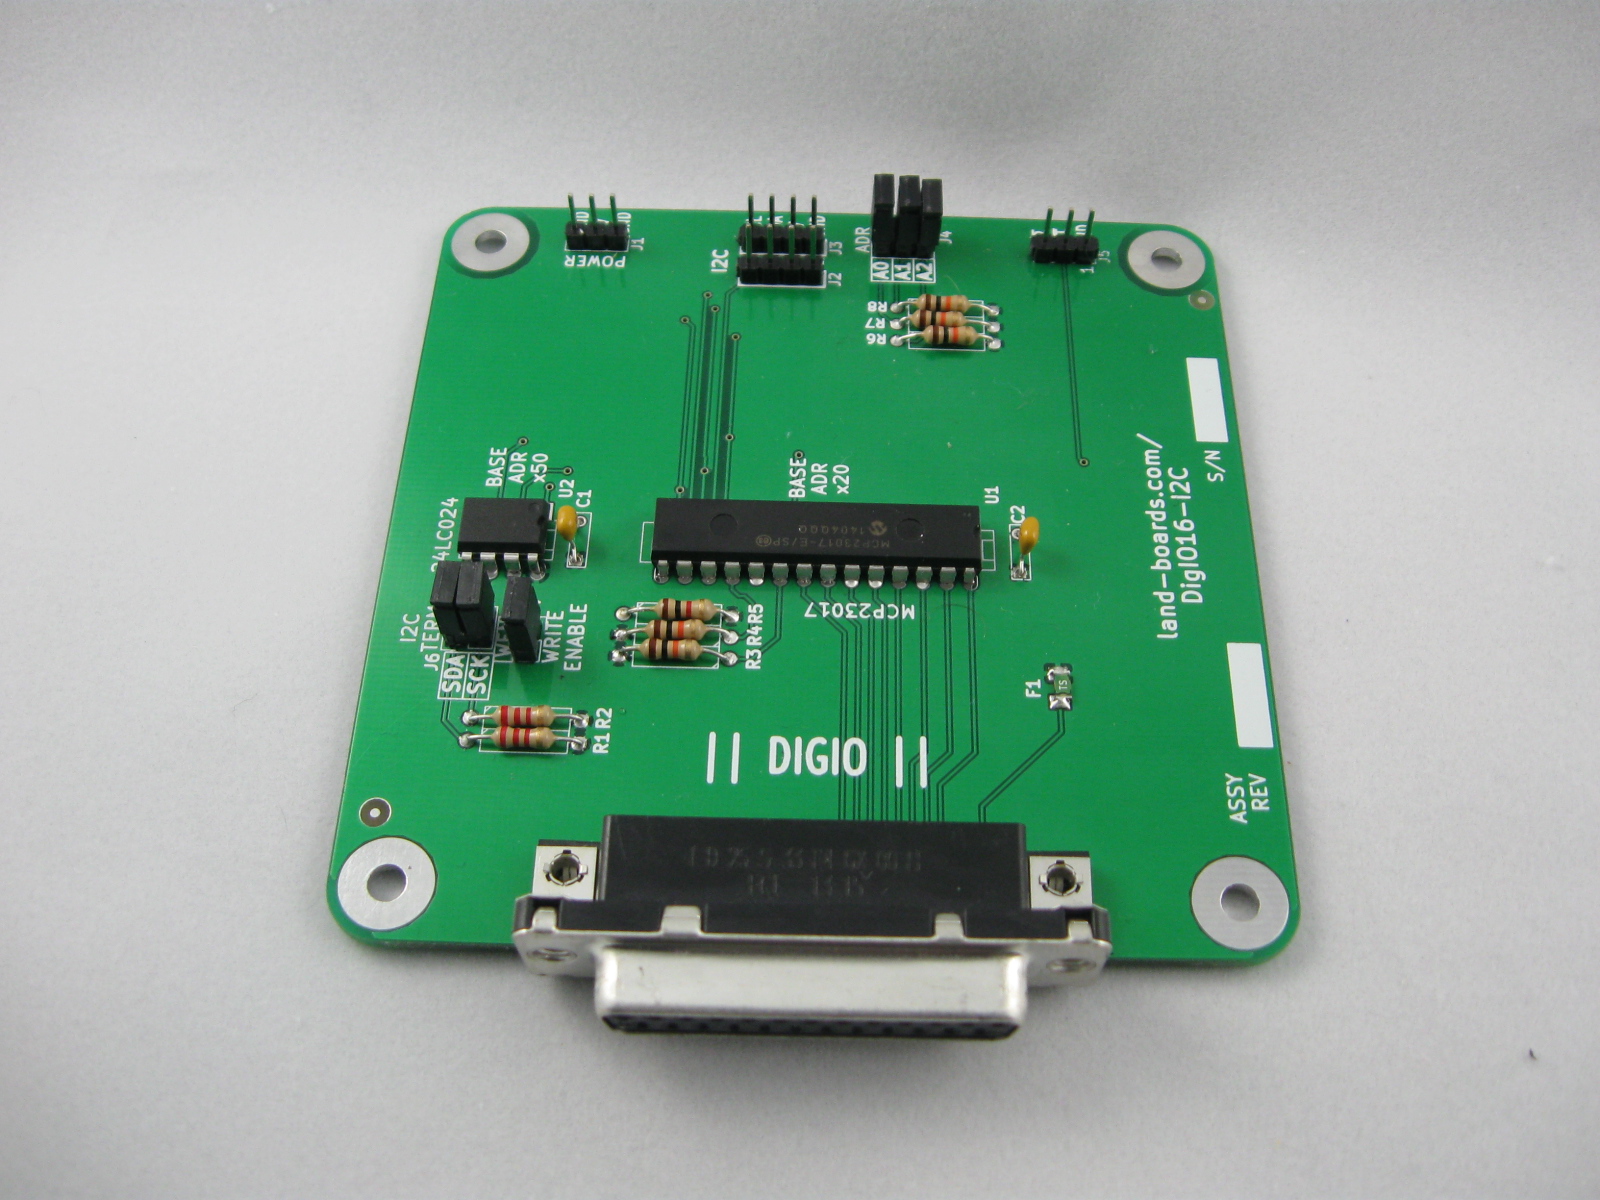 POWER
J1
I2C
J3
J2
ADR
J4
A0
A1
A2
1
J5
R8
R7
R6
S/N
land-boards.com/
DigIO16-I2C
BASE
ADR
x50
U2
C1
BASE
ADR
x20
U1
C2
MCP23017-E/SP
1404QGO
MCP23017
I2C
TERM
J6
SDA
SCK
WRITE
ENABLE
R5
R4
R3
R2
R1
F1
|| DIGIO ||
ASSY
REV